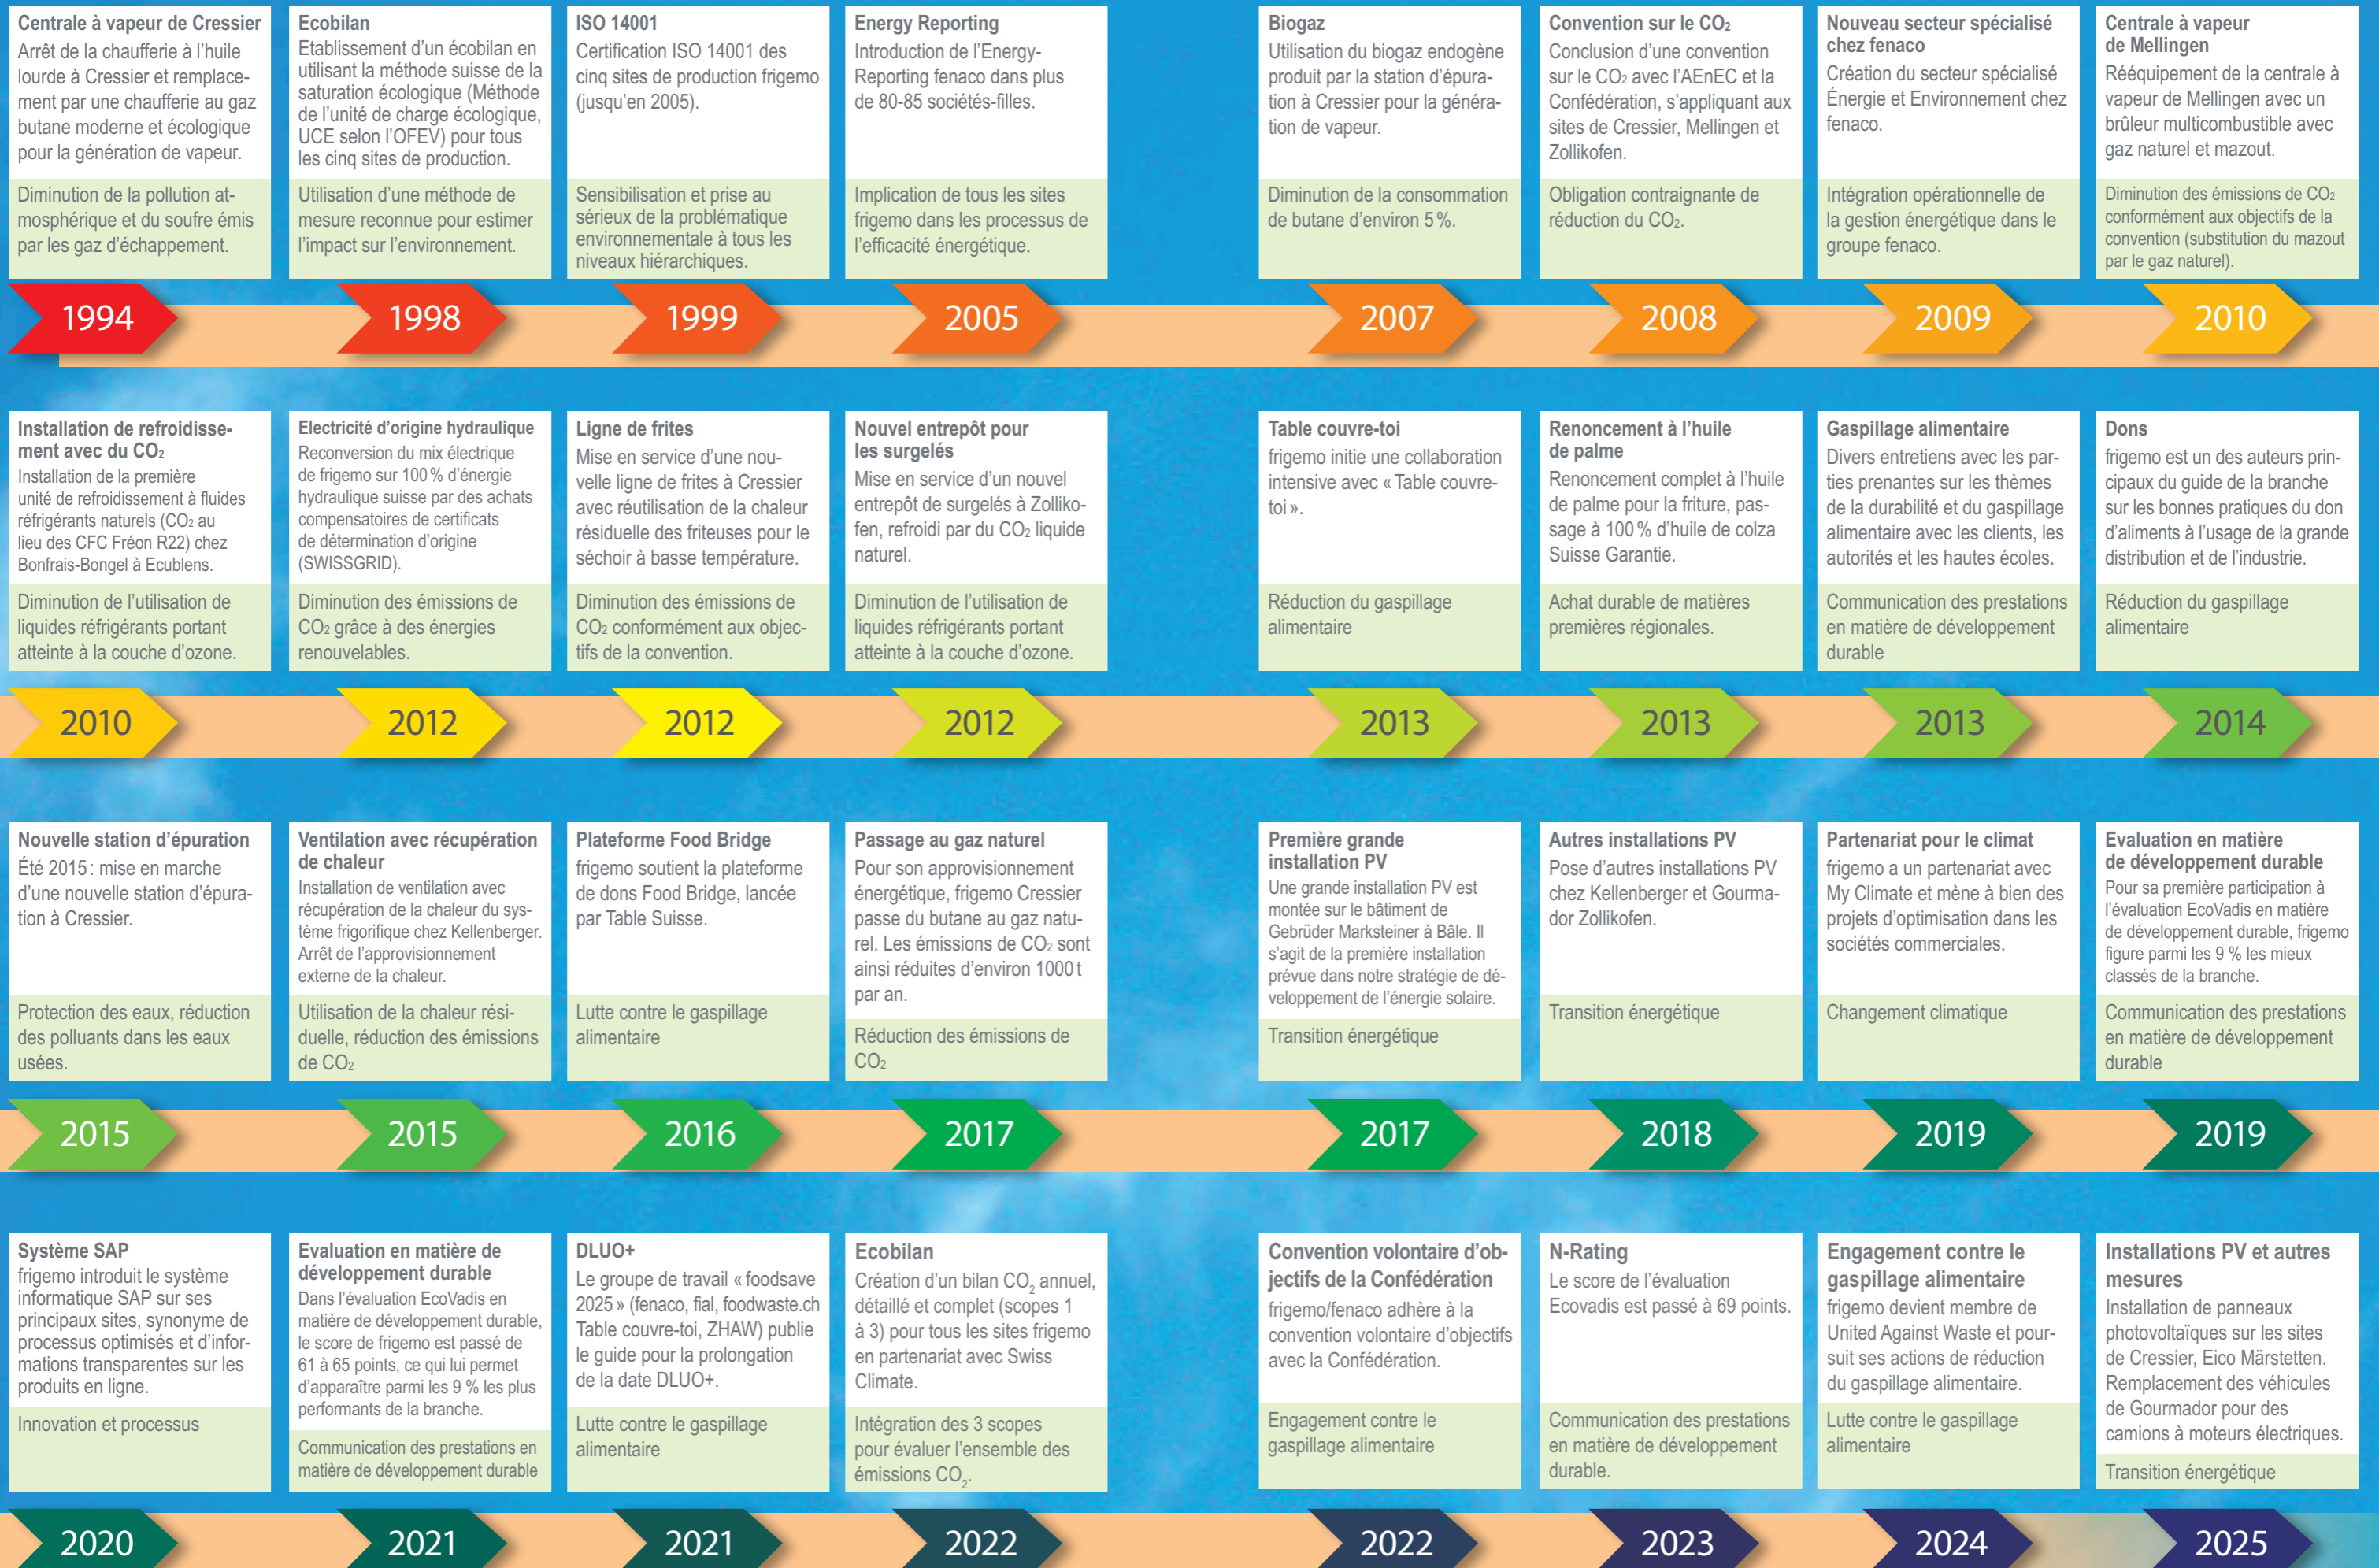 Centrale à vapeur de Cressier
Arrêt de la chaufferie à l'huile
lourde à Cressier et remplace-
ment par une chaufferie au gaz
butane moderne et écologique
pour la génération de vapeur.
Diminution de la pollution at-
mosphérique et du soufre émis
par les gaz d'échappement.
1994
Ecobilan
Etablissement d'un écobilan en
utilisant la méthode suisse de la
saturation écologique (Méthode
de l'unité de charge écologique,
UCE selon l'OFEV) pour tous
les cinq sites de production.
Utilisation d'une méthode de
mesure reconnue pour estimer
l'impact sur l'environnement.
1998
ISO 14001
Certification ISO 14001 des
cinq sites de production frigemo
(jusqu'en 2005).
Sensibilisation et prise au
sérieux de la problématique
environnementale à tous les
niveaux hiérarchiques.
1999
Energy Reporting
Introduction de l'Energy-
Reporting fenaco dans plus
de 80-85 sociétés-filles.
Implication de tous les sites
frigemo dans les processus de
l'efficacité énergétique.
2005
Biogaz
Utilisation du biogaz endogène
produit par la station d'épura-
tion à Cressier pour la généra-
tion de vapeur.
Diminution de la consommation
de butane d'environ 5 %.
2007
Convention sur le CO₂
Conclusion d'une convention
sur le CO₂ avec l'AEnEC et la
Confédération, s'appliquant aux
sites de Cressier, Mellingen et
Zollikofen.
Obligation contraignante de
réduction du CO₂.
2008
Nouveau secteur spécialisé
chez fenaco
Création du secteur spécialisé
Énergie et Environnement chez
fenaco.
Intégration opérationnelle de
la gestion énergétique dans le
groupe fenaco.
2009
Centrale à vapeur
de Mellingen
Rééquipement de la centrale à
vapeur de Mellingen avec un
brûleur multicombustible avec
gaz naturel et mazout.
Diminution des émissions de CO₂
conformément aux objectifs de la
convention (substitution du mazout
par le gaz naturel).
2010
Installation de refroidisse-
ment avec du CO₂
Installation de la première
unité de refroidissement à fluides
réfrigérants naturels (CO₂ au
lieu des CFC Fréon R22) chez
Bonfrais-Bongel à Ecublens.
Diminution de l'utilisation de
liquides réfrigérants portant
atteinte à la couche d'ozone.
2010
Electricité d'origine hydraulique
Reconversion du mix électrique
de frigemo sur 100 % d'énergie
hydraulique suisse par des achats
compensatoires de certificats
de détermination d'origine
(SWISSGRID).
Diminution des émissions de
CO₂ grâce à des énergies
renouvelables.
2012
Ligne de frites
Mise en service d'une nou-
velle ligne de frites à Cressier
avec réutilisation de la chaleur
résiduelle des friteuses pour le
séchoir à basse température.
Diminution des émissions de
CO₂ conformément aux objec-
tifs de la convention.
2012
Nouvel entrepôt pour
les surgelés
Mise en service d'un nouvel
entrepôt de surgelés à Zolliko-
fen, refroidi par du CO₂ liquide
naturel.
Diminution de l'utilisation de
liquides réfrigérants portant
atteinte à la couche d'ozone.
2012
Table couvre-toi
frigemo initie une collaboration
intensive avec « Table couvre-
toi ».
Réduction du gaspillage
alimentaire
2013
Renoncement à l'huile
de palme
Renoncment complet à l'huile
de palme pour la friture, pas-
sage à 100 % d'huile de colza
Suisse Garantie.
Achat durable de matières
premières régionales.
2013
Gaspillage alimentaire
Divers entretiens avec les par-
ties prenantes sur les thèmes
de la durabilité et du gaspillage
alimentaire avec les clients, les
autorités et les hautes écoles.
Communication des prestations
en matière de développement
durable
2013
Dons
frigemo est un des auteurs prin-
cipaux du guide de la branche
sur les bonnes pratiques du don
d'aliments à l'usage de la grande
distribution et de l'industrie.
Réduction du gaspillage
alimentaire
2014
Nouvelle station d'épuration
Été 2015 : mise en marche
d'une nouvelle station d'épura-
tion à Cressier.
Protection des eaux, réduction
des polluants dans les eaux
usées.
2015
Ventilation avec récupération
de chaleur
Installation de ventilation avec
récupération de la chaleur du sys-
tème frigorifique chez Kellenberger.
Arrêt de l'approvisionnement
externe de la chaleur.
Utilisation de la chaleur rési-
duelle, réduction des émissions
de CO₂
2015
Plateforme Food Bridge
frigemo soutient la plateforme
de dons Food Bridge, lancée
par Table Suisse.
Lutte contre le gaspillage
alimentaire
2016
Passage au gaz naturel
Pour son approvisionnement
énergétique, frigemo Cressier
passe du butane au gaz natu-
rel. Les émissions de CO₂ sont
ainsi réduites d'environ 1000 t
par an.
Réduction des émissions de
CO₂
2017
Première grande
installation PV
Une grande installation PV est
montée sur le bâtiment de
Gebrüder Marksteiner à Bâle. Il
s'agit de la première installation
prévue dans notre stratégie de dé-
veloppement de l'énergie solaire.
Transition énergétique
2017
Autres installations PV
Pose d'autres installations PV
chez Kellenberger et Gourma-
dor Zollikofen.
Transition énergétique
2018
Partenariat pour le climat
frigemo a un partenariat avec
My Climate et mène à bien des
projets d'optimisation dans les
sociétés commerciales.
Changement climatique
2019
Evaluation en matière
de développement durable
Pour sa première participation à
l'évaluation EcoVadis en matière
de développement durable, frigemo
figure parmi les 9 % les mieux
classés de la branche.
Communication des prestations
en matière de développement
durable
2019
Système SAP
frigemo introduit le système
informatique SAP sur ses
principaux sites, synonyme de
processus optimisés et d'infor-
mations transparentes sur les
produits en ligne.
Innovation et processus
2020
Evaluation en matière de
développement durable
Dans l'évaluation EcoVadis en
matière de développement durable,
le score de frigemo est passé de
61 à 65 points, ce qui lui permet
d'apparaître parmi les 9 % les plus
performants de la branche.
Communication des prestations en
matière de développement durable
2021
DLUO+
Le groupe de travail « foodsave
2025 » (fenaco, fial, foodwaste.ch
Table couvre-toi, ZHAW) publie
le guide pour la prolongation
de la date DLUO+.
Lutte contre le gaspillage
alimentaire
2021
Ecobilan
Création d'un bilan CO₂ annuel,
détaillé et complet (scopes 1
à 3) pour tous les sites frigemo
en partenariat avec Swiss
Climate.
Intégration des 3 scopes
pour évaluer l'ensemble des
émissions CO₂.
2022
Convention volontaire d'ob-
jectifs de la Confédération
frigemo/fenaco adhère à la
convention volontaire d'objectifs
avec la Confédération.
Engagement contre le
gaspillage alimentaire
2022
N-Rating
Le score de l'évaluation
Ecovadis est passé à 69 points.
Communication des prestations
en matière de développement
durable.
2023
Engagement contre le
gaspillage alimentaire
frigemo devient membre de
United Against Waste et pour-
suit ses actions de réduction
du gaspillage alimentaire.
Lutte contre le gaspillage
alimentaire
2024
Installations PV et autres
mesures
Installation de panneaux
photovoltaïques sur les sites
de Cressier, Eico Märstetten.
Remplacement des véhicules
de Gourmador pour des
camions à moteurs électriques.
Transition énergétique
2025